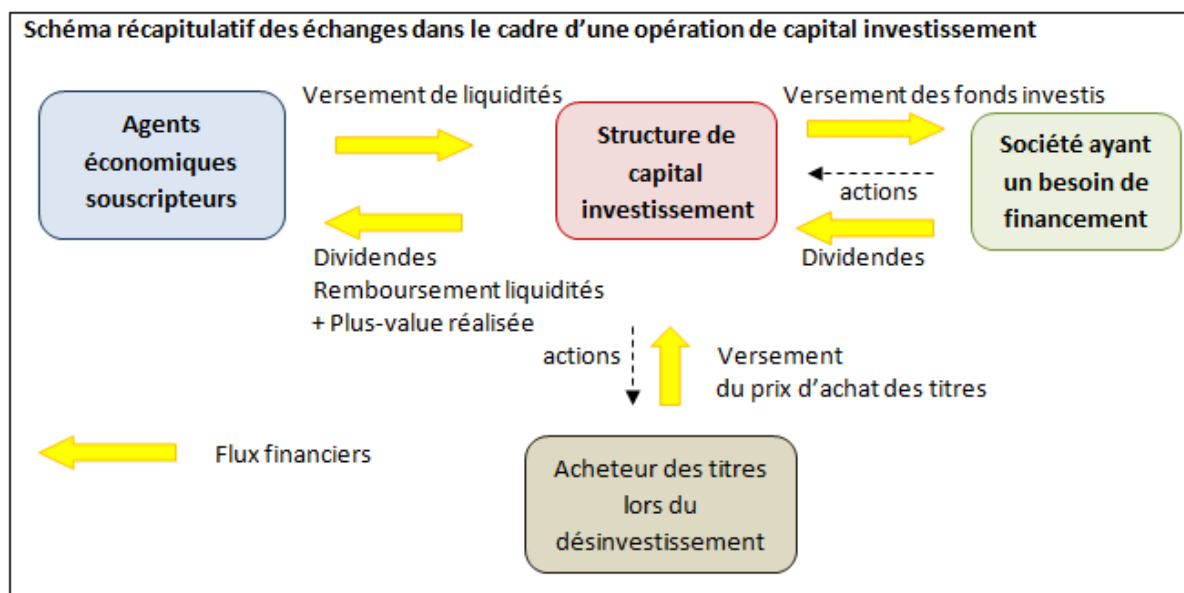 Schéma récapitulatif des échanges dans le cadre d'une opération de capital investissement
Agents
économiques
souscripteurs
Versement de liquidités
Structure de
capital
investissement
Versement des fonds investis
Société ayant
un besoin de
financement
actions
Dividendes
Dividendes
Remboursement liquidités
+ Plus-value réalisée
actions
Versement
du prix d'achat des titres
Flux financiers
Acheteur des titres
lors du
désinvestissement